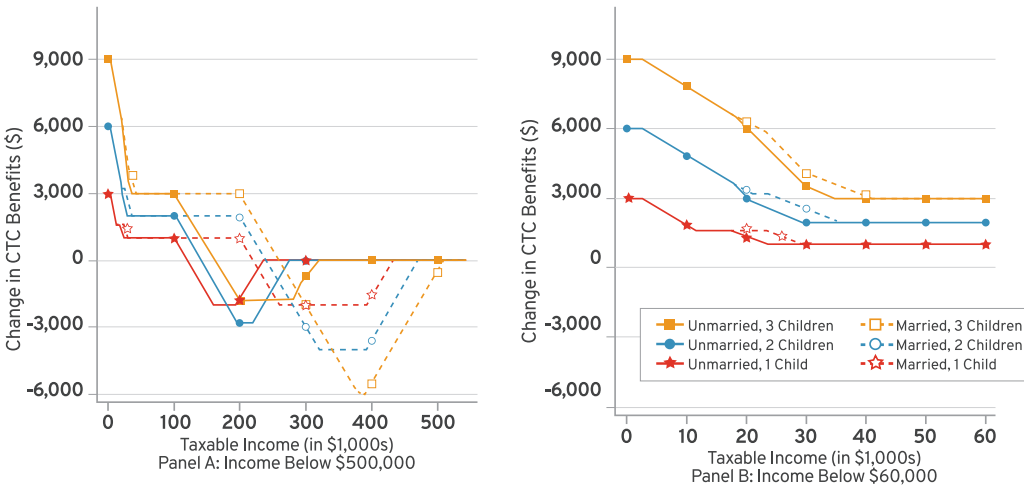 Change in CTC Benefits ($)
9,000
6,000
3,000
0
-3,000
-6,000
0 100 200 300 400 500
Taxable Income (in $1,000s)
Panel A: Income Below $500,000
Change in CTC Benefits ($)
9,000
6,000
3,000
0
-3,000
-6,000
Unmarried, 3 Children
Married, 3 Children
Unmarried, 2 Children
Married, 2 Children
Unmarried, 1 Child
Married, 1 Child
0 10 20 30 40 50 60
Taxable Income (in $1,000s)
Panel B: Income Below $60,000